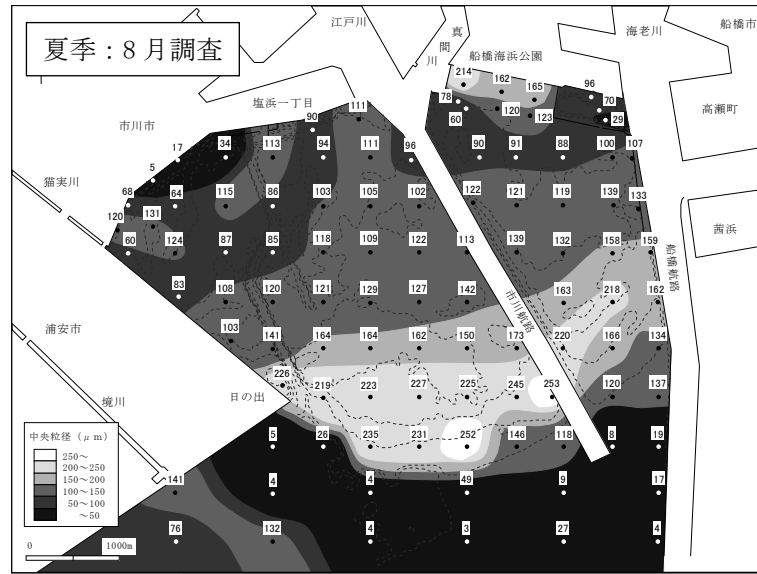 夏季：8月調査
江戸川
真間川
船橋海浜公園
海老川
船橋市
高瀬町
塩浜一丁目
市川市
猫実川
茜浜
船橋航路
市川航路
浦安市
境川
日の出
214 162 165 96 70 29
78 60 120 123
111 90
17 34 113 94 111 96 90 91 88 100 107
5
68 64 115 86 103 105 102 122 121 119 139 133
120 131
60 124 87 85 118 109 122 113 139 132 158 159
83 108 120 121 129 127 142 163 218 162
103 141 164 164 162 150 173 220 166 134
226 219 223 227 225 245 253 120 137
5 26 235 231 252 146 118 8 19
141 4 4 49 9 17
76 132 4 3 27 4
中央粒径（μm）
250～
200～250
150～200
100～150
50～100
～50
0 1000m